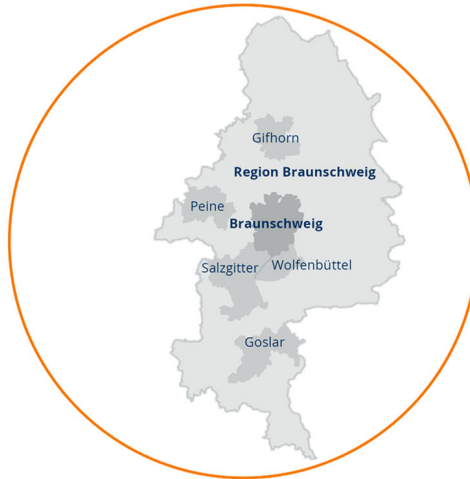 Gifhorn
Region Braunschweig
Peine
Braunschweig
Salzgitter
Wolfenbüttel
Goslar